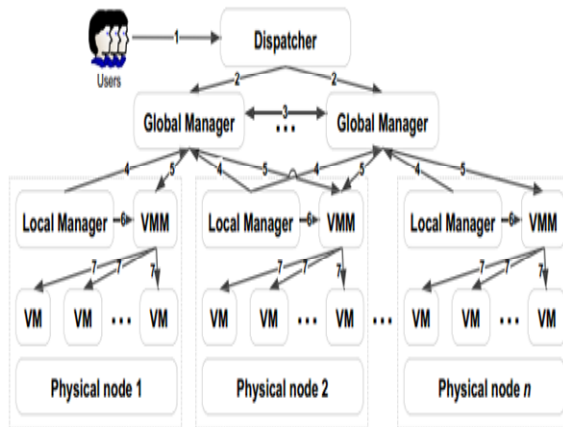 1 Dispatcher
Users
2 2
Global Manager 3 Global Manager
...
4 5 4 5 4 5 4 5
Local Manager 6 VMM Local Manager 6 VMM Local Manager 6 VMM
7 7 7 7 7 7 7 7 7
VM VM ... VM VM VM ... VM ... VM VM ... VM
Physical node 1 Physical node 2 Physical node n